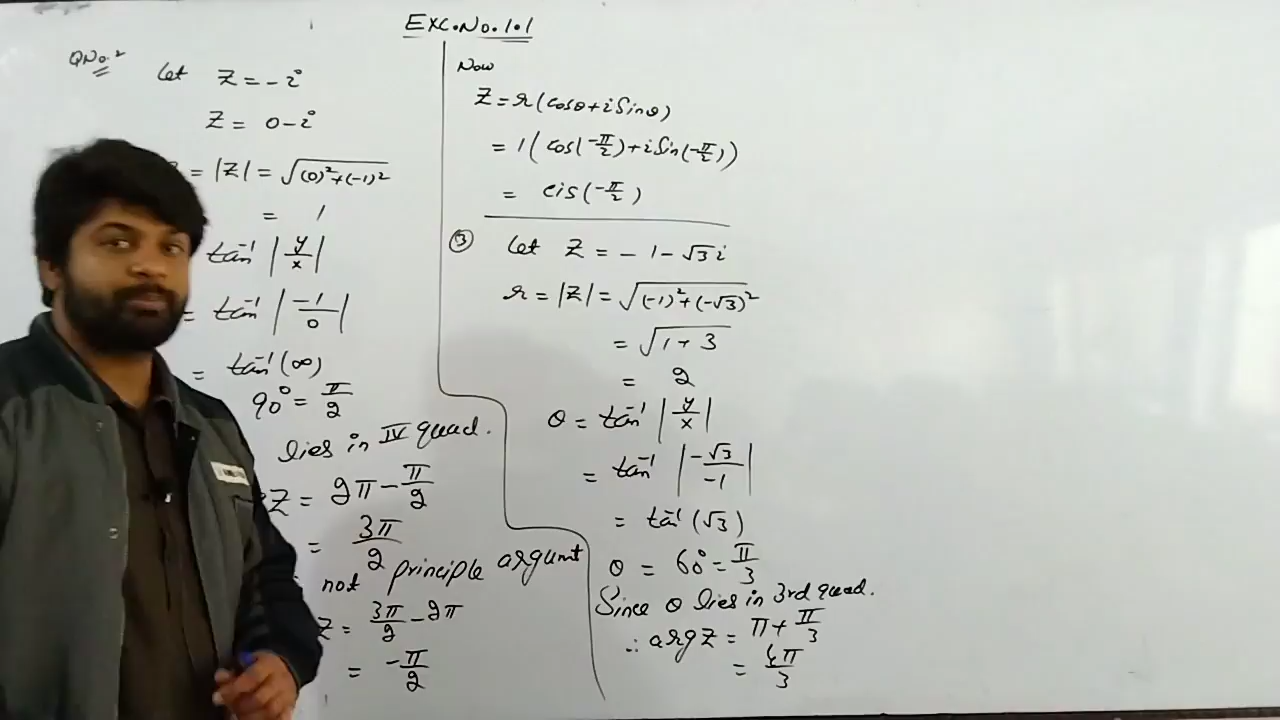 Exc.No.1.1
QNo.2 Let Z = -i
Z = 0-i
= |Z| = √(0)²+(-1)²
= 1
tan⁻¹ |y/x|
= tan⁻¹ |-1/0|
= tan⁻¹(∞)
90° = π/2
lies in IV quad.
Z = 2π - π/2
= 3π/2
not principle argumt
Z = 3π/2 - 2π
= -π/2
Now
Z = r(cosθ + i Sinθ)
= 1(cos(-π/2) + i Sin(-π/2))
= cis(-π/2)
③ Let Z = -1-√3i
r = |Z| = √(-1)²+(-√3)²
= √1+3
= 2
θ = tan⁻¹ |y/x|
= tan⁻¹ |-√3/-1|
= tan⁻¹(√3)
θ = 60° = π/3
Since θ lies in 3rd quad.
∴ argZ = π + π/3
= 4π/3